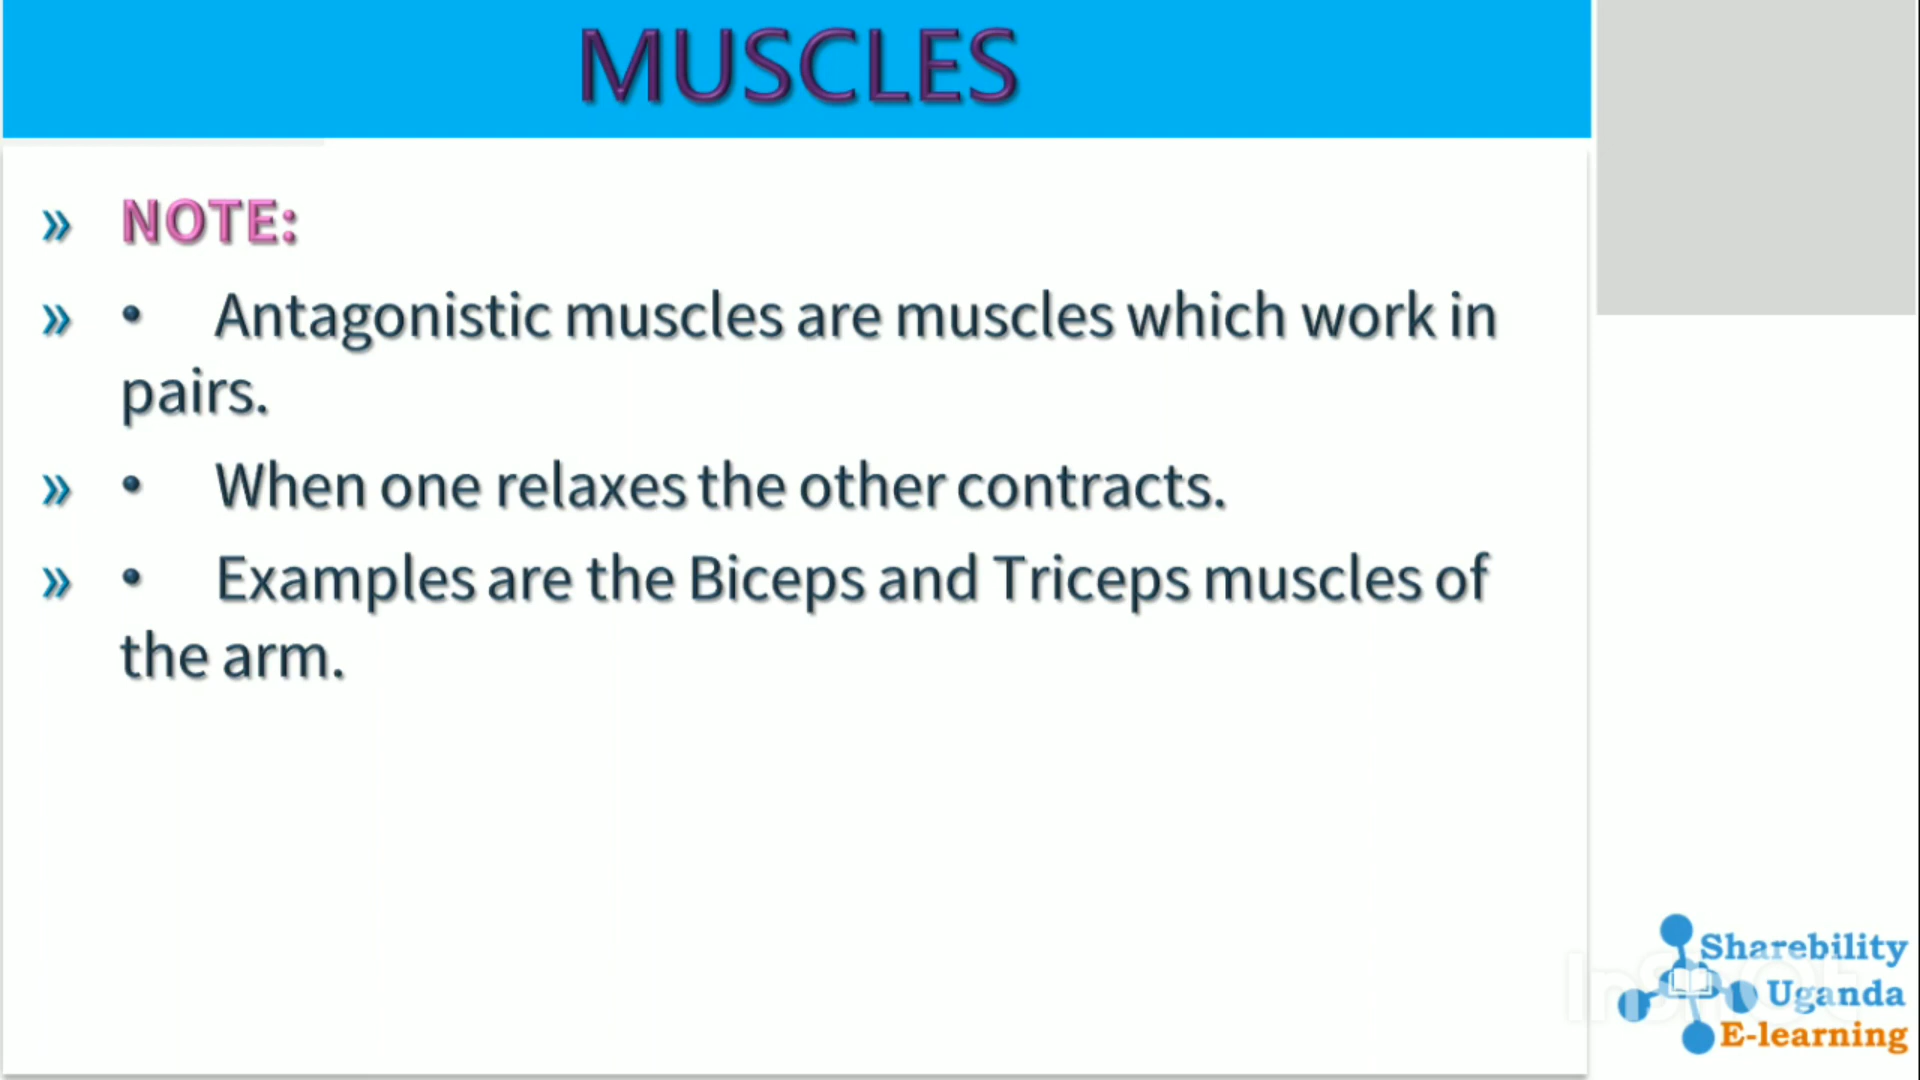 MUSCLES
» NOTE:
» • Antagonistic muscles are muscles which work in
pairs.
» • When one relaxes the other contracts.
» • Examples are the Biceps and Triceps muscles of
the arm.
Sharebility
Uganda
E-learning
InShOt